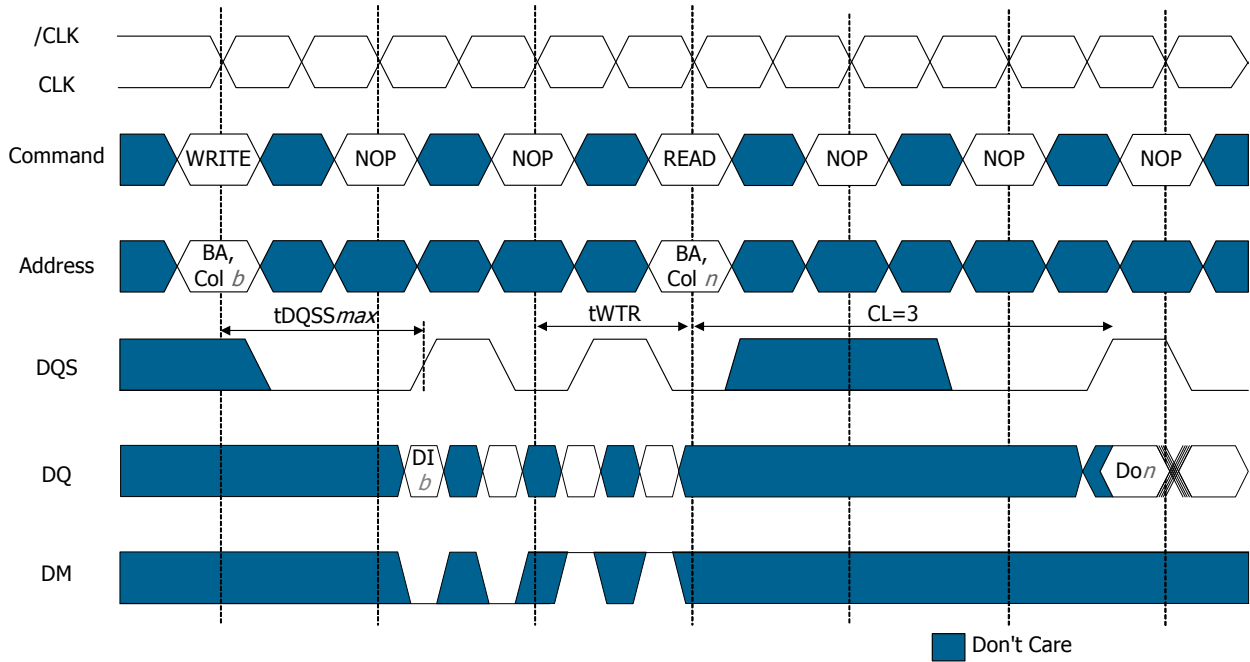 /CLK
CLK
Command
WRITE
NOP
NOP
READ
NOP
NOP
NOP
Address
BA,
Col b
BA,
Col n
tDQSSmax
tWTR
CL=3
DQS
DQ
DI
b
Don
DM
Don't Care